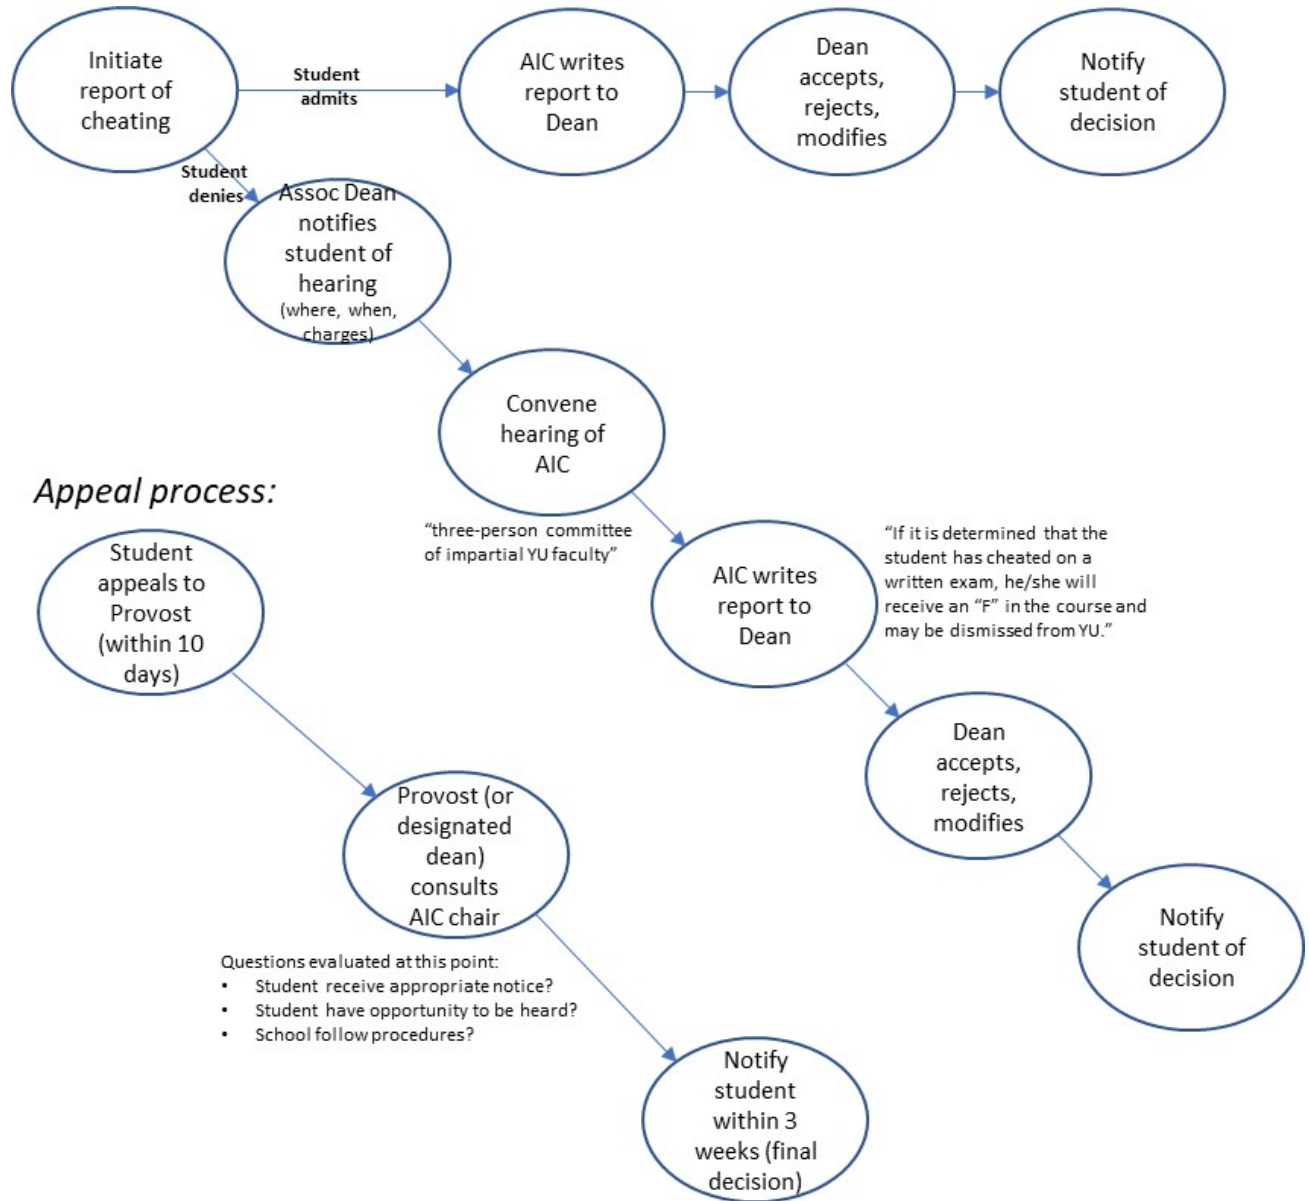 Initiate
report of
cheating
Student
admits
AIC writes
report to
Dean
Dean
accepts,
rejects,
modifies
Notify
student of
decision
Student
denies
Assoc Dean
notifies
student of
hearing
(where, when,
charges)
Convene
hearing of
AIC
"three-person committee
of impartial YU faculty"
AIC writes
report to
Dean
"If it is determined that the
student has cheated on a
written exam, he/she will
receive an "F" in the course and
may be dismissed from YU."
Dean
accepts,
rejects,
modifies
Notify
student of
decision
Appeal process:
Student
appeals to
Provost
(within 10
days)
Provost (or
designated
dean)
consults
AIC chair
Questions evaluated at this point:
• Student receive appropriate notice?
• Student have opportunity to be heard?
• School follow procedures?
Notify
student
within 3
weeks (final
decision)